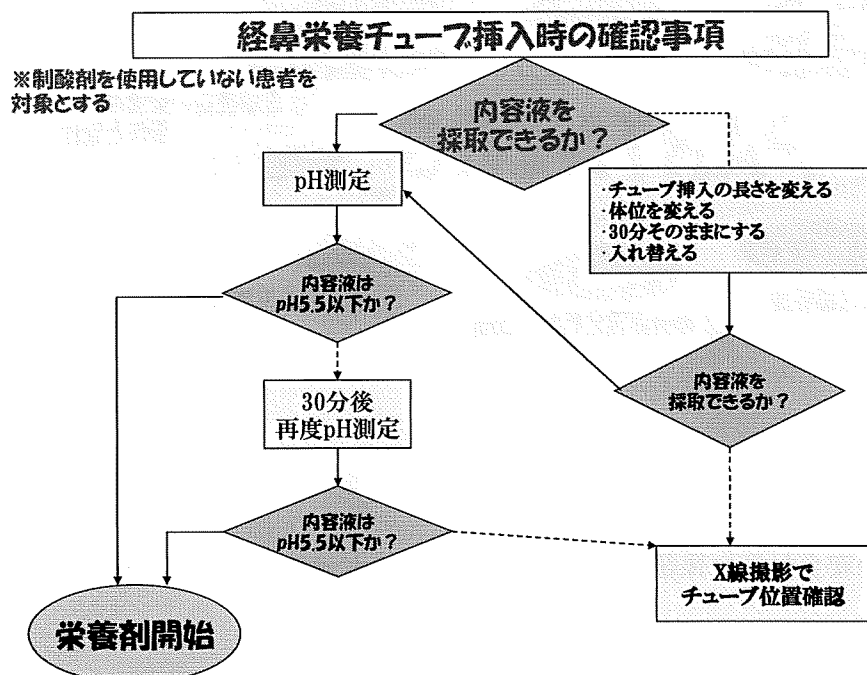 経鼻栄養チューブ挿入時の確認事項
※制酸剤を使用していない患者を
対象とする
内容液を
採取できるか?
pH測定
・チューブ挿入の長さを変える
・体位を変える
・30分そのままにする
・入れ替える
内容液は
pH5.5以下か?
内容液を
採取できるか?
30分後
再度pH測定
内容液は
pH5.5以下か?
X線撮影で
チューブ位置確認
栄養剤開始